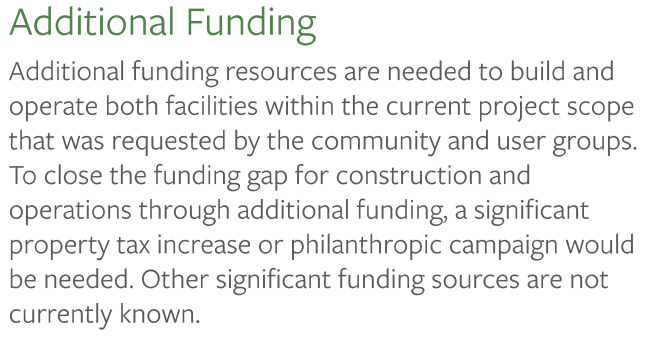 Additional Funding
Additional funding resources are needed to build and
operate both facilities within the current project scope
that was requested by the community and user groups.
To close the funding gap for construction and
operations through additional funding, a significant
property tax increase or philanthropic campaign would
be needed. Other significant funding sources are not
currently known.